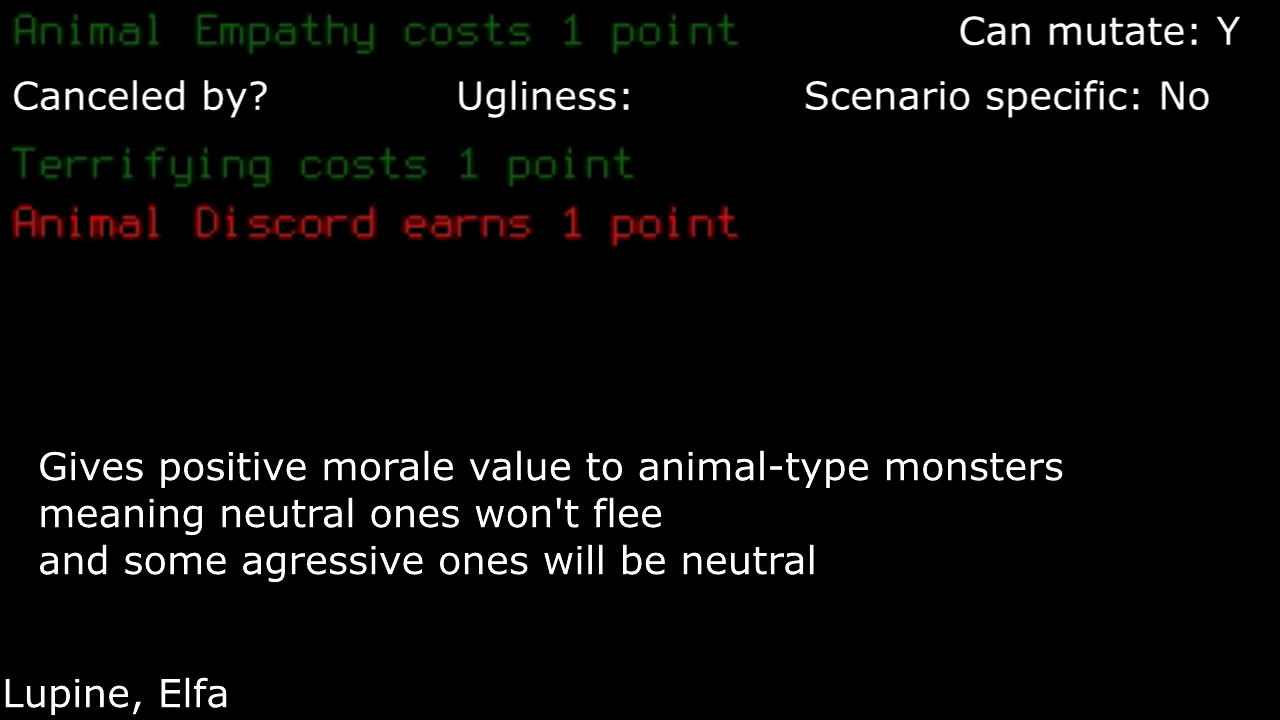 Animal Empathy costs 1 point
Can mutate: Y
Canceled by?
Ugliness:
Scenario specific: No
Terrifying costs 1 point
Animal Discord earns 1 point
Gives positive morale value to animal-type monsters
meaning neutral ones won't flee
and some agressive ones will be neutral
Lupine, Elfa